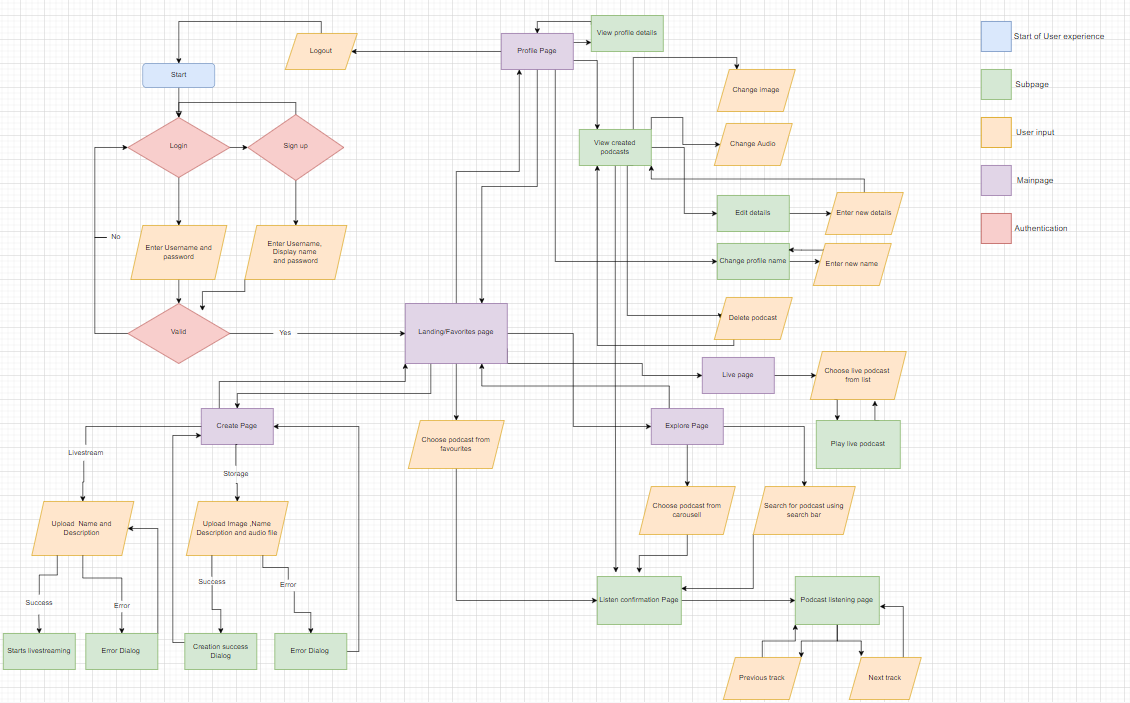 View profile details
Start of User experience
Logout
Profile Page
Start
Subpage
Change image
User input
Login
Sign up
View created
podcasts
Change Audio
Mainpage
Edit details
Enter new details
Authentication
No
Enter Username and
password
Enter Username,
Display name
and password
Change profile name
Enter new name
Delete podcast
Valid
Yes
Landing/Favorites page
Live page
Choose live podcast
from list
Create Page
Explore Page
Choose podcast from
favourites
Play live podcast
Livestream
Storage
Choose podcast from
carouseil
Search for podcast using
search bar
Upload  Name and
Description
Upload Image ,Name
Description and audio file
Success
Error
Success
Error
Listen confirmation Page
Podcast listening page
Starts livestreaming
Error Dialog
Creation success
Dialog
Error Dialog
Previous track
Next track